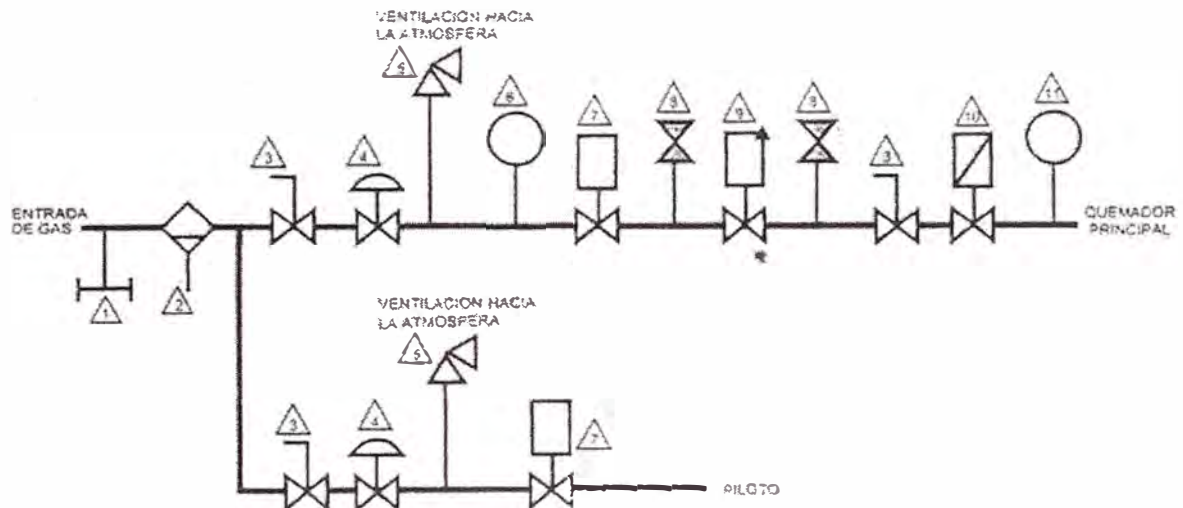 VENTILACION HACIA
LA ATMOSFERA
5
6
7
8
9
8
3
10
11
3
4
ENTRADA
DE GAS
QUEMADOR
PRINCIPAL
1
2
VENTILACION HACIA
LA ATMOSFERA
5
3
4
7
PILOTO